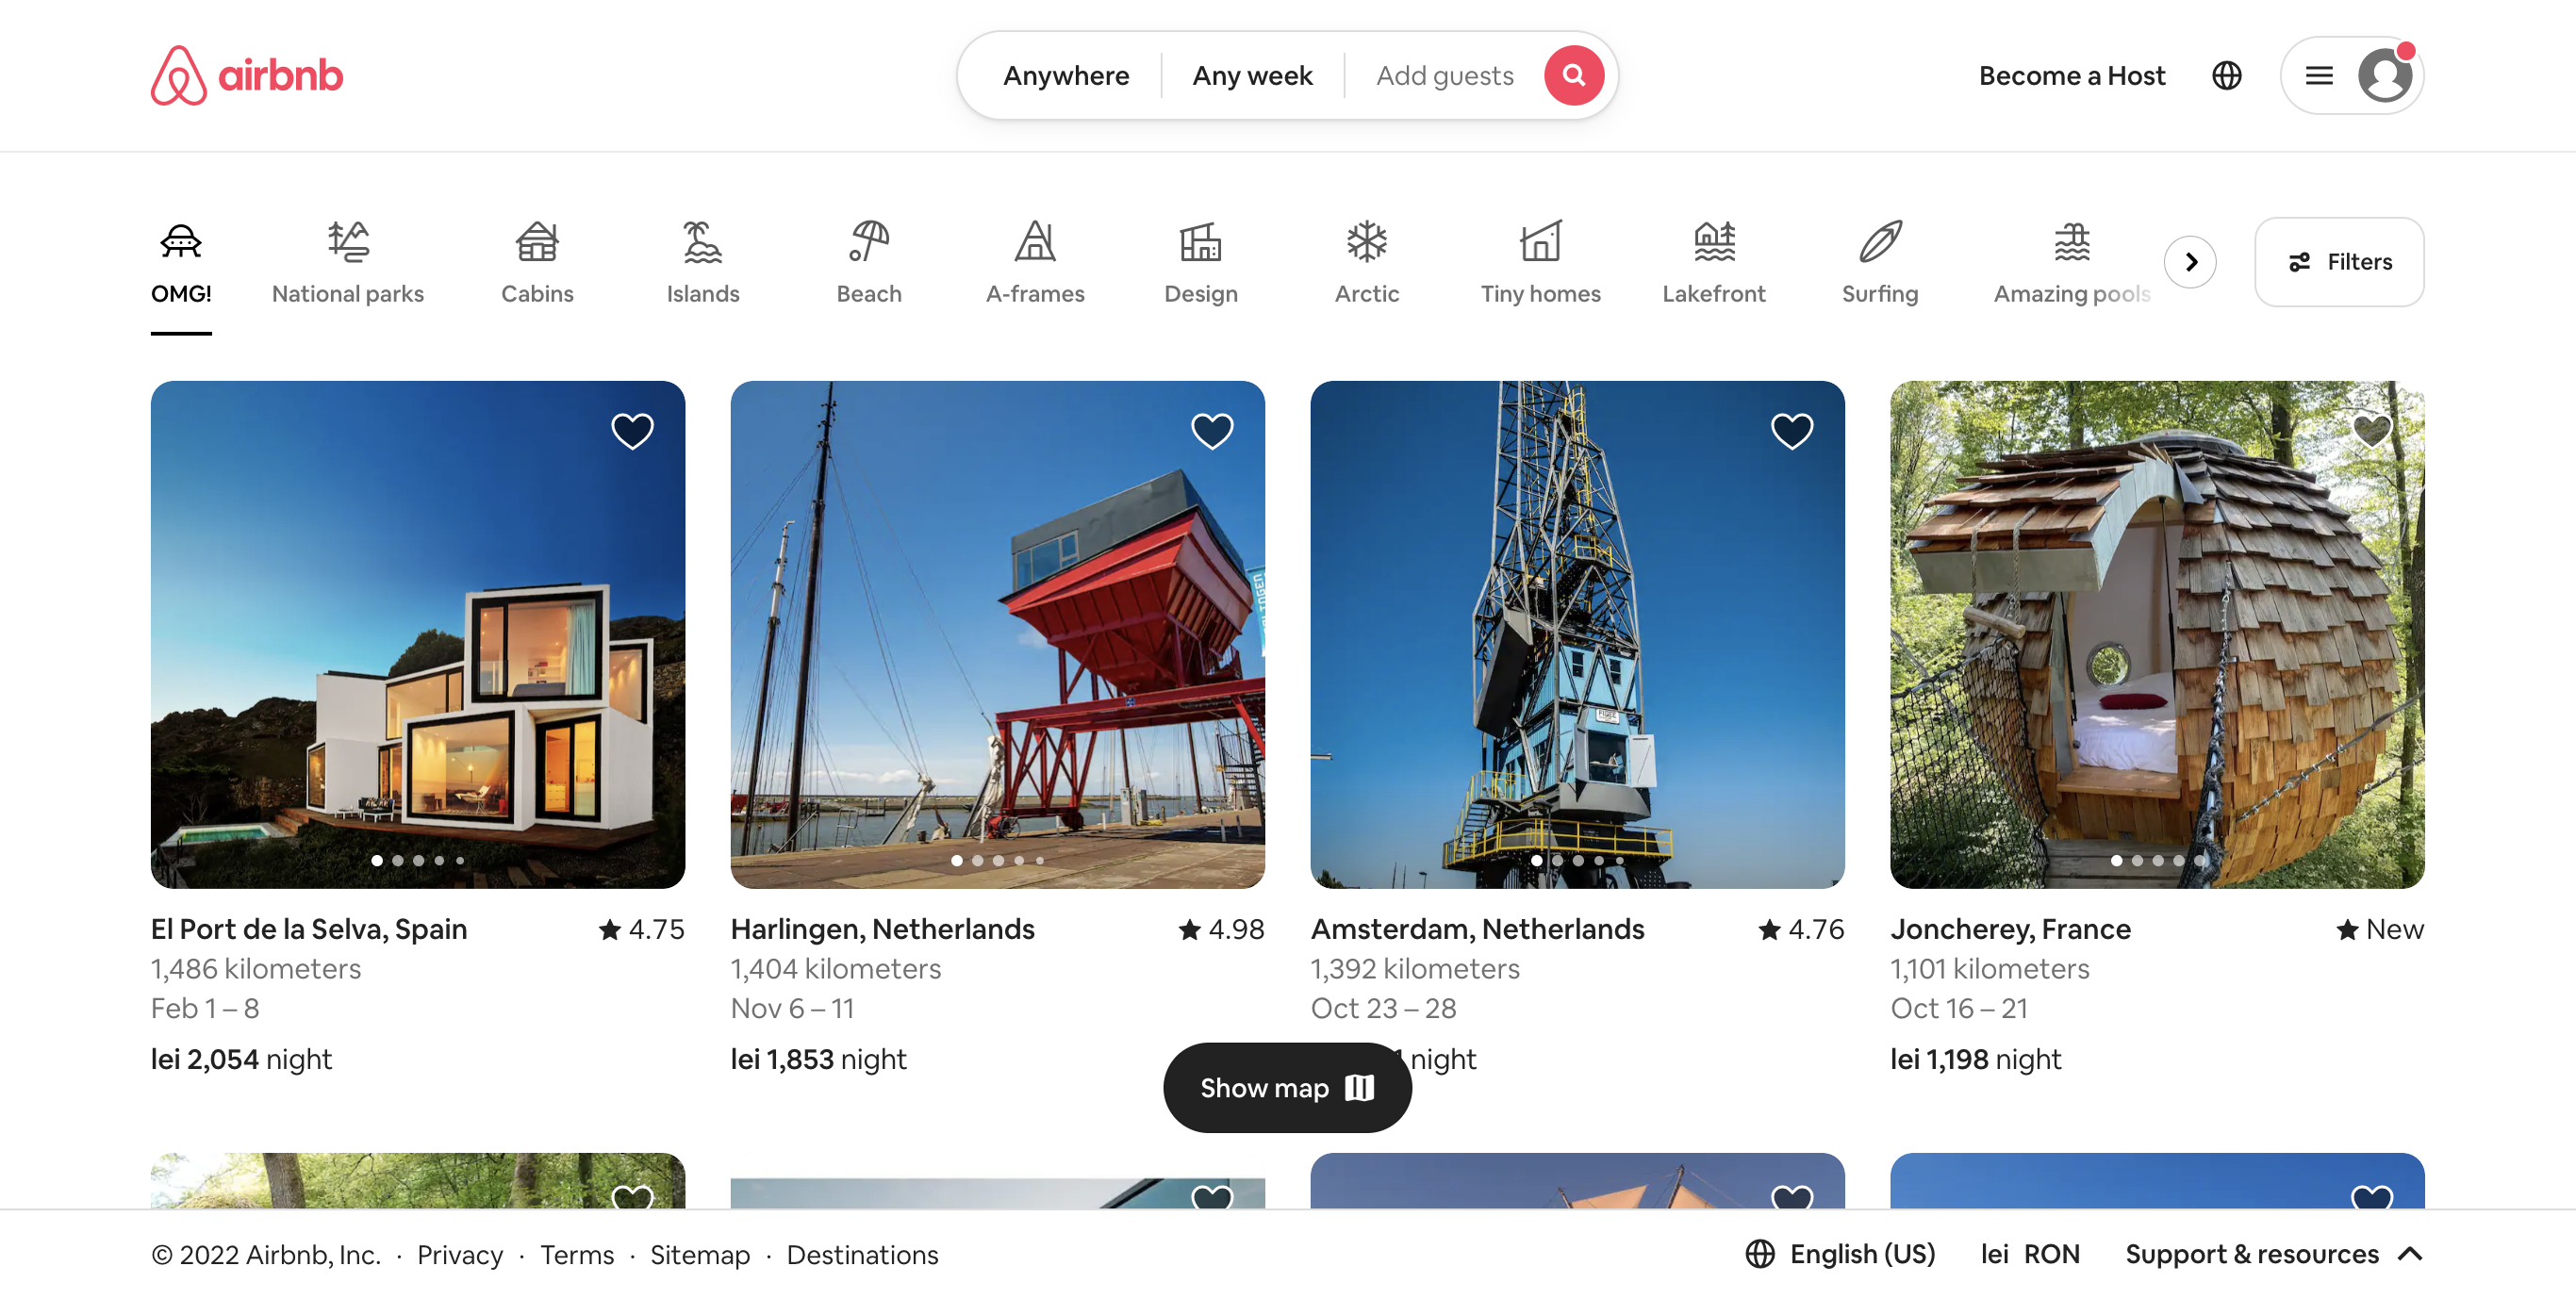 airbnb
Anywhere
Any week
Add guests
Become a Host
OMG!
National parks
Cabins
Islands
Beach
A-frames
Design
Arctic
Tiny homes
Lakefront
Surfing
Amazing pools
Filters
El Port de la Selva, Spain
4.75
1,486 kilometers
Feb 1 – 8
lei 2,054 night
Harlingen, Netherlands
4.98
1,404 kilometers
Nov 6 – 11
lei 1,853 night
Amsterdam, Netherlands
4.76
1,392 kilometers
Oct 23 – 28
night
Joncherey, France
New
1,101 kilometers
Oct 16 – 21
lei 1,198 night
Show map
© 2022 Airbnb, Inc. · Privacy · Terms · Sitemap · Destinations
English (US)
lei RON
Support & resources